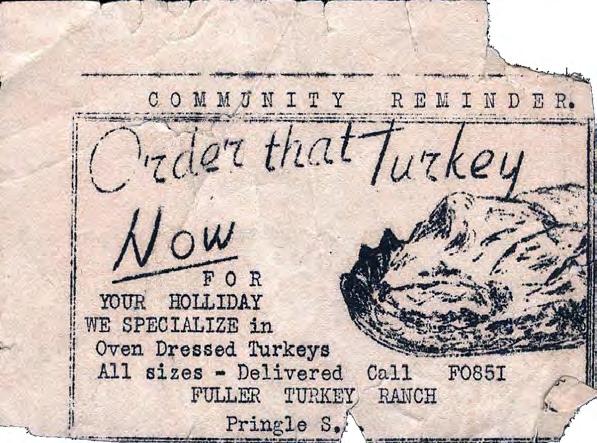 COMMUNITY REMINDER.
Order that Turkey
Now
FOR
YOUR HOLLIDAY
WE SPECIALIZE in
Oven Dressed Turkeys
All sizes - Delivered Call FO85I
FULLER TURKEY RANCH
Pringle S.